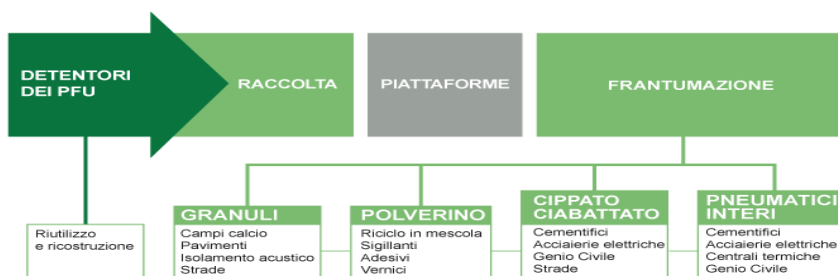 DETENTORI
DEI PFU
RACCOLTA
PIATTAFORME
FRANTUMAZIONE
Riutilizzo
e ricostruzione
GRANULI
Campi calcio
Pavimenti
Isolamento acustico
Strade
POLVERINO
Riciclo in mescola
Sigillanti
Adesivi
Vernici
CIPPATO
CIABATTATO
Cementifici
Acciaierie elettriche
Genio Civile
Strade
PNEUMATICI
INTERI
Cementifici
Acciaierie elettriche
Centrali termiche
Genio Civile